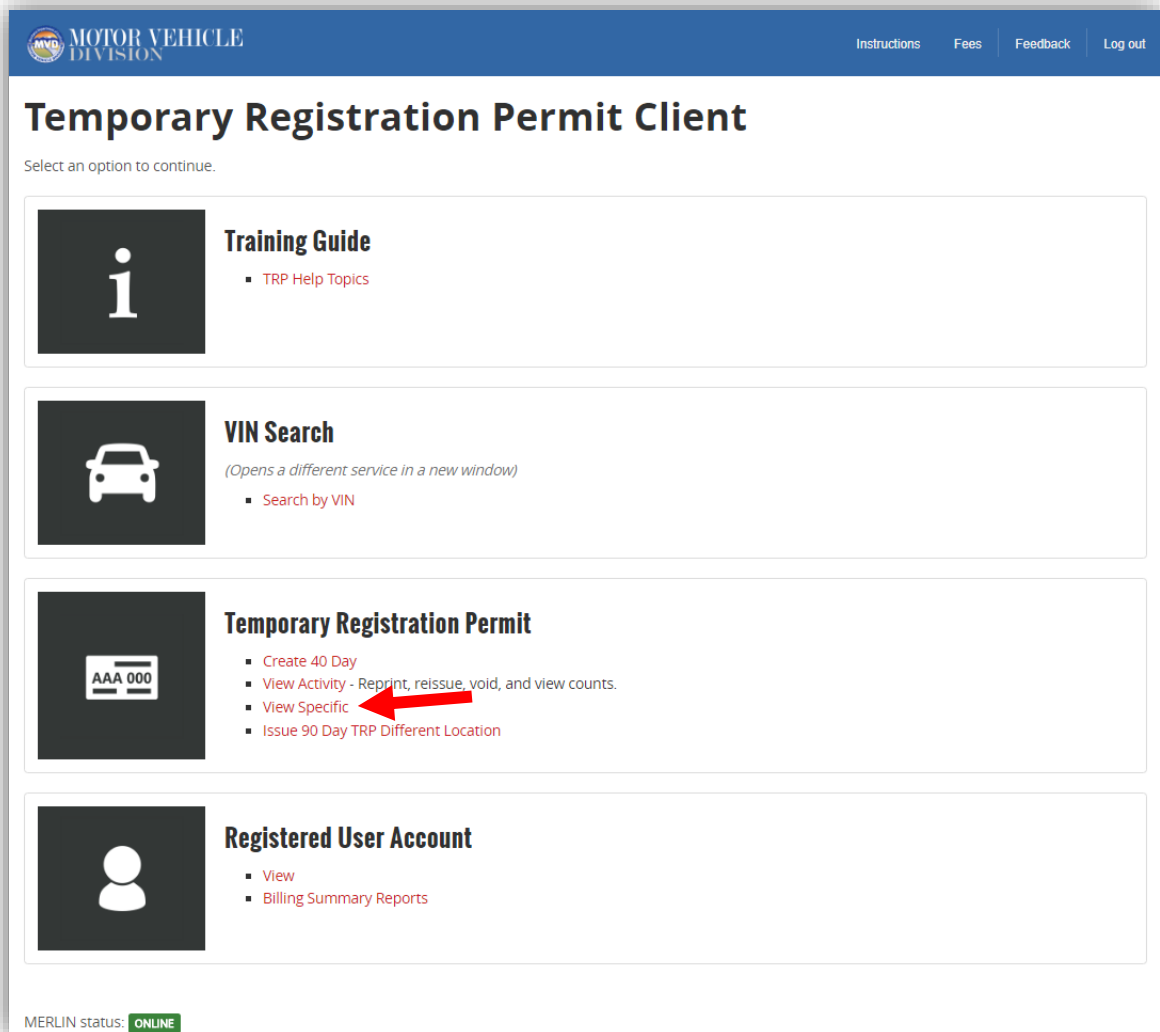 MVD MOTOR VEHICLE
DIVISION
Instructions Fees Feedback Log out
Temporary Registration Permit Client
Select an option to continue.
i
Training Guide
TRP Help Topics
VIN Search
(Opens a different service in a new window)
Search by VIN
Temporary Registration Permit
AAA 000
Create 40 Day
View Activity - Reprint, reissue, void, and view counts.
View Specific
Issue 90 Day TRP Different Location
Registered User Account
View
Billing Summary Reports
MERLIN status: ONLINE